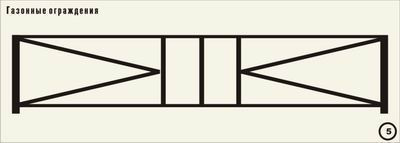 Газонные ограждения
5